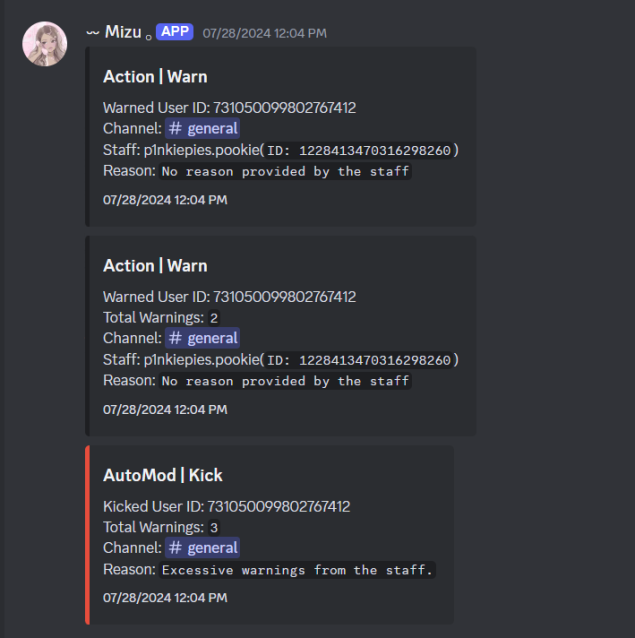 ﹋ Mizu 。 APP 07/28/2024 12:04 PM
Action | Warn
Warned User ID: 731050099802767412
Channel: # general
Staff: p1nkiepies.pookie( ID: 1228413470316298260 )
Reason: No reason provided by the staff
07/28/2024 12:04 PM
Action | Warn
Warned User ID: 731050099802767412
Total Warnings: 2
Channel: # general
Staff: p1nkiepies.pookie( ID: 1228413470316298260 )
Reason: No reason provided by the staff
07/28/2024 12:04 PM
AutoMod | Kick
Kicked User ID: 731050099802767412
Total Warnings: 3
Channel: # general
Reason: Excessive warnings from the staff.
07/28/2024 12:04 PM